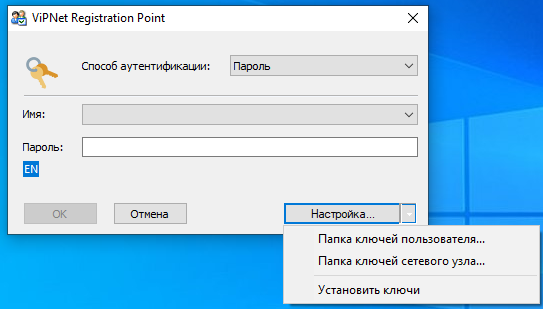 ViPNet Registration Point
Способ аутентификации: Пароль
Имя:
Пароль:
EN
OK Отмена Настройка...
Папка ключей пользователя...
Папка ключей сетевого узла...
Установить ключи